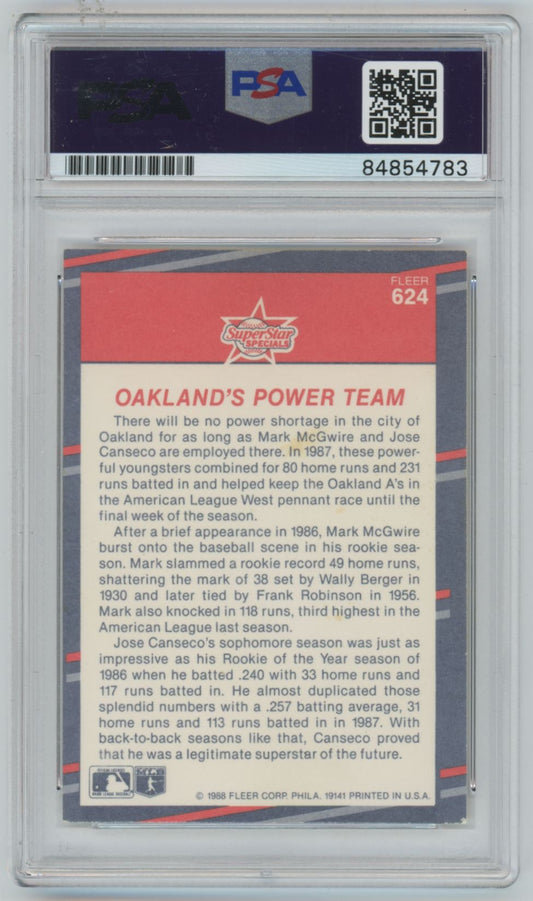 PSA
PSA
84854783
FLEER
624
SuperStar
SPECIALS
OAKLAND'S POWER TEAM
There will be no power shortage in the city of
Oakland for as long as Mark McGwire and Jose
Canseco are employed there. In 1987, these power-
ful youngsters combined for 80 home runs and 231
runs batted in and helped keep the Oakland A's in
the American League West pennant race until the
final week of the season.
After a brief appearance in 1986, Mark McGwire
burst onto the baseball scene in his rookie sea-
son. Mark slammed a rookie record 49 home runs,
shattering the mark of 38 set by Wally Berger in
1930 and later tied by Frank Robinson in 1956.
Mark also knocked in 118 runs, third highest in the
American League last season.
Jose Canseco's sophomore season was just as
impressive as his Rookie of the Year season of
1986 when he batted .240 with 33 home runs and
117 runs batted in. He almost duplicated those
splendid numbers with a .257 batting average, 31
home runs and 113 runs batted in in 1987. With
back-to-back seasons like that, Canseco proved
that he was a legitimate superstar of the future.
© 1988 FLEER CORP. PHILA. 19141 PRINTED IN U.S.A.